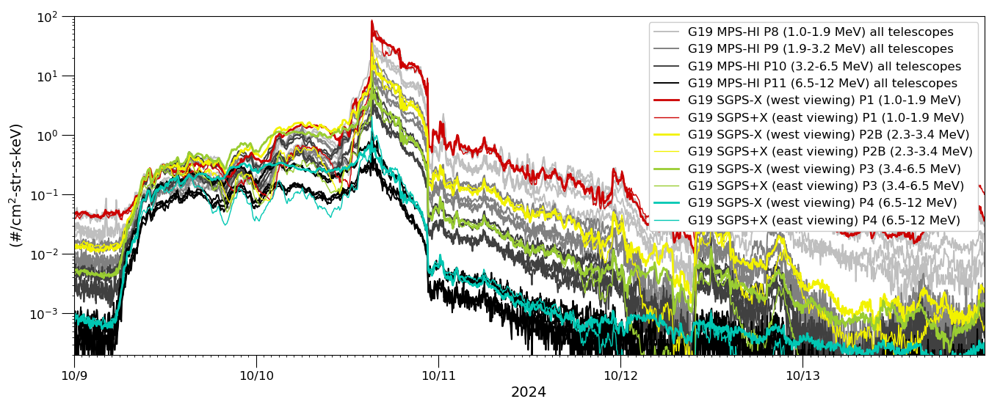 10²
10¹
10⁰
10⁻¹
10⁻²
10⁻³
(#/cm²-str-s-keV)
G19 MPS-HI P8 (1.0-1.9 MeV) all telescopes
G19 MPS-HI P9 (1.9-3.2 MeV) all telescopes
G19 MPS-HI P10 (3.2-6.5 MeV) all telescopes
G19 MPS-HI P11 (6.5-12 MeV) all telescopes
G19 SGPS-X (west viewing) P1 (1.0-1.9 MeV)
G19 SGPS+X (east viewing) P1 (1.0-1.9 MeV)
G19 SGPS-X (west viewing) P2B (2.3-3.4 MeV)
G19 SGPS+X (east viewing) P2B (2.3-3.4 MeV)
G19 SGPS-X (west viewing) P3 (3.4-6.5 MeV)
G19 SGPS+X (east viewing) P3 (3.4-6.5 MeV)
G19 SGPS-X (west viewing) P4 (6.5-12 MeV)
G19 SGPS+X (east viewing) P4 (6.5-12 MeV)
10/9 10/10 10/11 10/12 10/13
2024